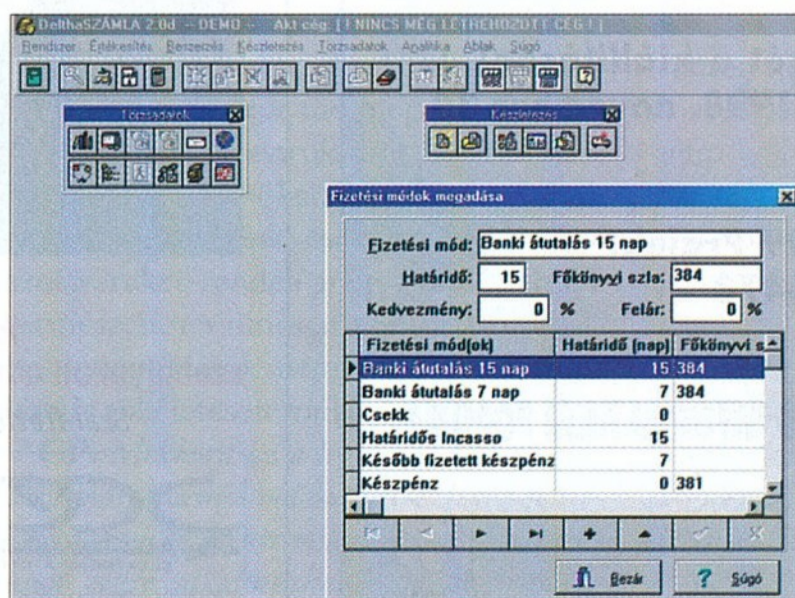 DelthaSZÁMLA 2.0d -- DEMO -- Akt cég: [ ! NINCS MÉG LÉTREHOZOTT CÉG ! ]
Rendszer Értékesítés Beszerzés Készletezés Törzsadatok Analitika Ablak Súgó
Törzsadatok
Készletezés
Fizetési módok megadása
Fizetési mód: Banki átutalás 15 nap
Határidő: 15 Főkönyvi szla: 384
Kedvezmény: 0 % Felár: 0 %
Fizetési mód(ok) Határidő (nap) Főkönyvi s
Banki átutalás 15 nap 15 384
Banki átutalás 7 nap 7 384
Csekk 0
Határidős Incasso 15
Később fizetett készpénz 7
Készpénz 0 381
Bezár ? Súgó